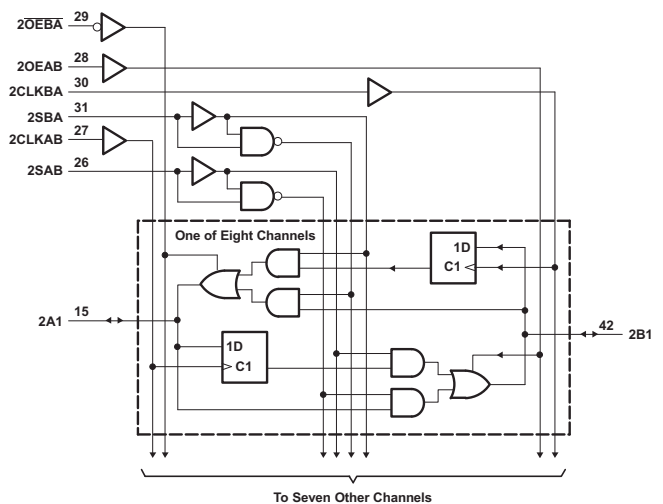 2OEBA 29
2OEAB 28
2CLKBA 30
2SBA 31
2CLKAB 27
2SAB 26
One of Eight Channels
1D
C1
2A1 15
42 2B1
1D
C1
To Seven Other Channels